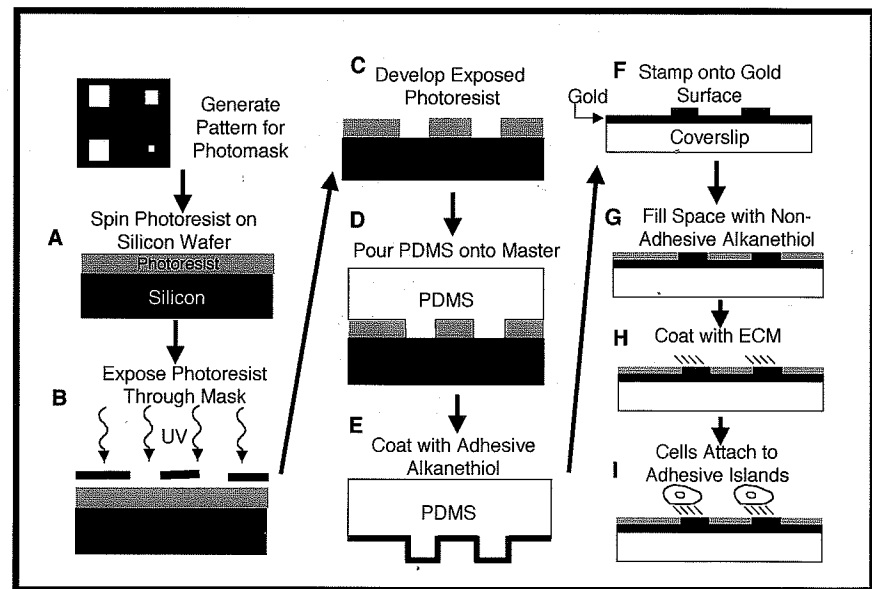 Generate
Pattern for
Photomask
A
Spin Photoresist on
Silicon Wafer
Photoresist
Silicon
B
Expose Photoresist
Through Mask
UV
C
Develop Exposed
Photoresist
D
Pour PDMS onto Master
PDMS
E
Coat with Adhesive
Alkanethiol
PDMS
F
Stamp onto Gold
Surface
Gold
Coverslip
G
Fill Space with Non-
Adhesive Alkanethiol
H
Coat with ECM
I
Cells Attach to
Adhesive Islands